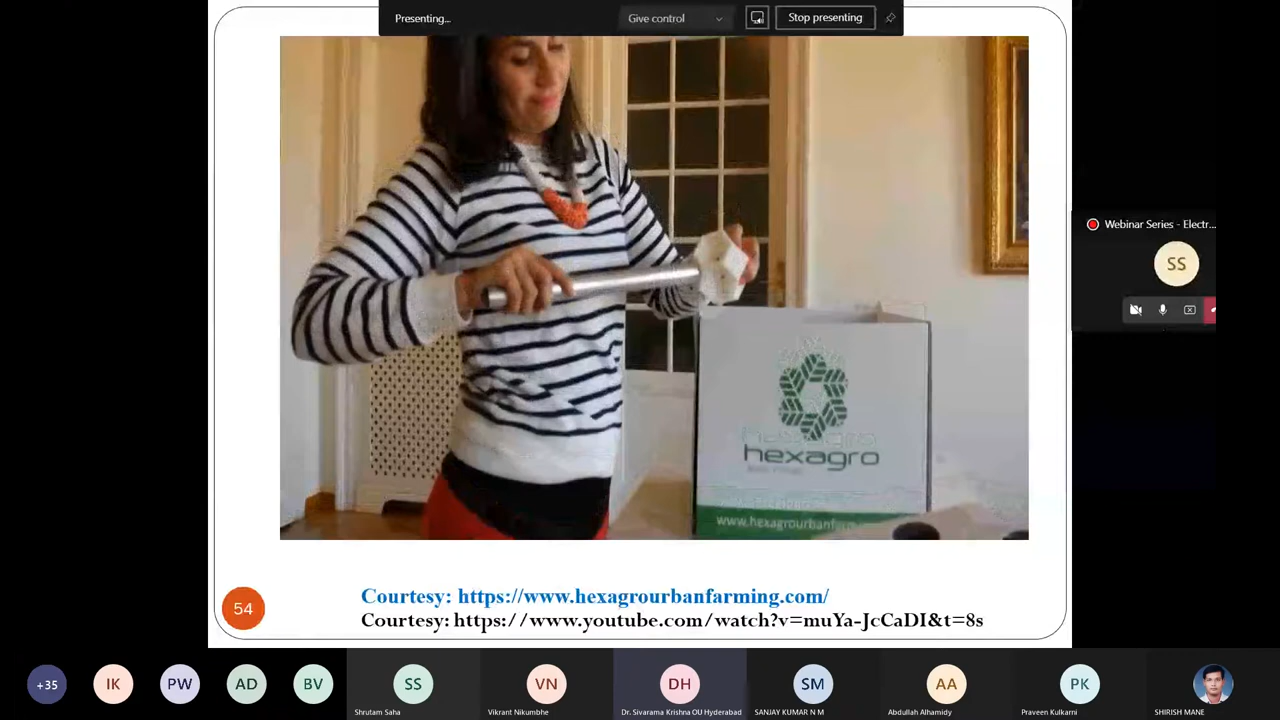 Presenting...
Give control
Stop presenting
Webinar Series - Electr...
SS
hexagro
www.hexagrourbanfarm
54
Courtesy: https://www.hexagrourbanfarming.com/
Courtesy: https://www.youtube.com/watch?v=muYa-JcCaDI&t=8s
+35
IK
PW
AD
BV
SS
VN
DH
SM
AA
PK
Shrutam Saha
Vikrant Nikumbhe
Dr. Sivarama Krishna OU Hyderabad
SANJAY KUMAR N M
Abdullah Alhamidy
Praveen Kulkarni
SHIRISH MANE